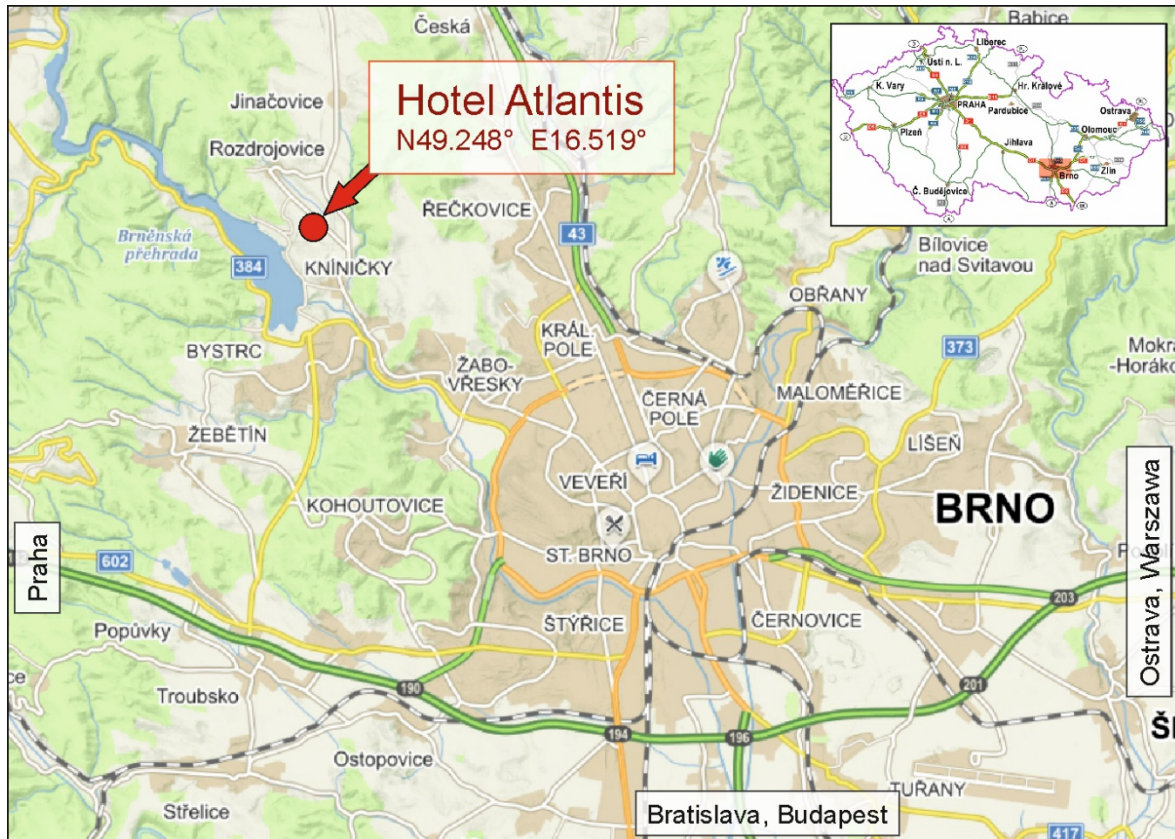 Česká
Babice
Hotel Atlantis
N49.248° E16.519°
Jinačovice
Rozdrojovice
ŘEČKOVICE
43
Brněnská
přehrada
384
KNÍNIČKY
Liberec
Ústí n. L.
K. Vary
Hr. Králové
PRAHA
Pardubice
Ostrava
Plzeň
Olomouc
Jihlava
Zlín
Brno
Č. Budějovice
Bílovice
nad Svitavou
OBŘANY
BYSTRC
KRÁL.
POLE
373
Mokrá
-Horákov
ŽABO-
VŘESKY
ČERNÁ
POLE
MALOMĚŘICE
ŽEBĚTÍN
LÍŠEŇ
VEVEŘÍ
ŽIDENICE
KOHOUTOVICE
BRNO
ST. BRNO
Praha
602
203
Ostrava, Warszawa
Popůvky
ŠTÝŘICE
ČERNOVICE
190
201
Troubsko
194
196
Ostopovice
TUŘANY
Střelice
Bratislava, Budapest
417